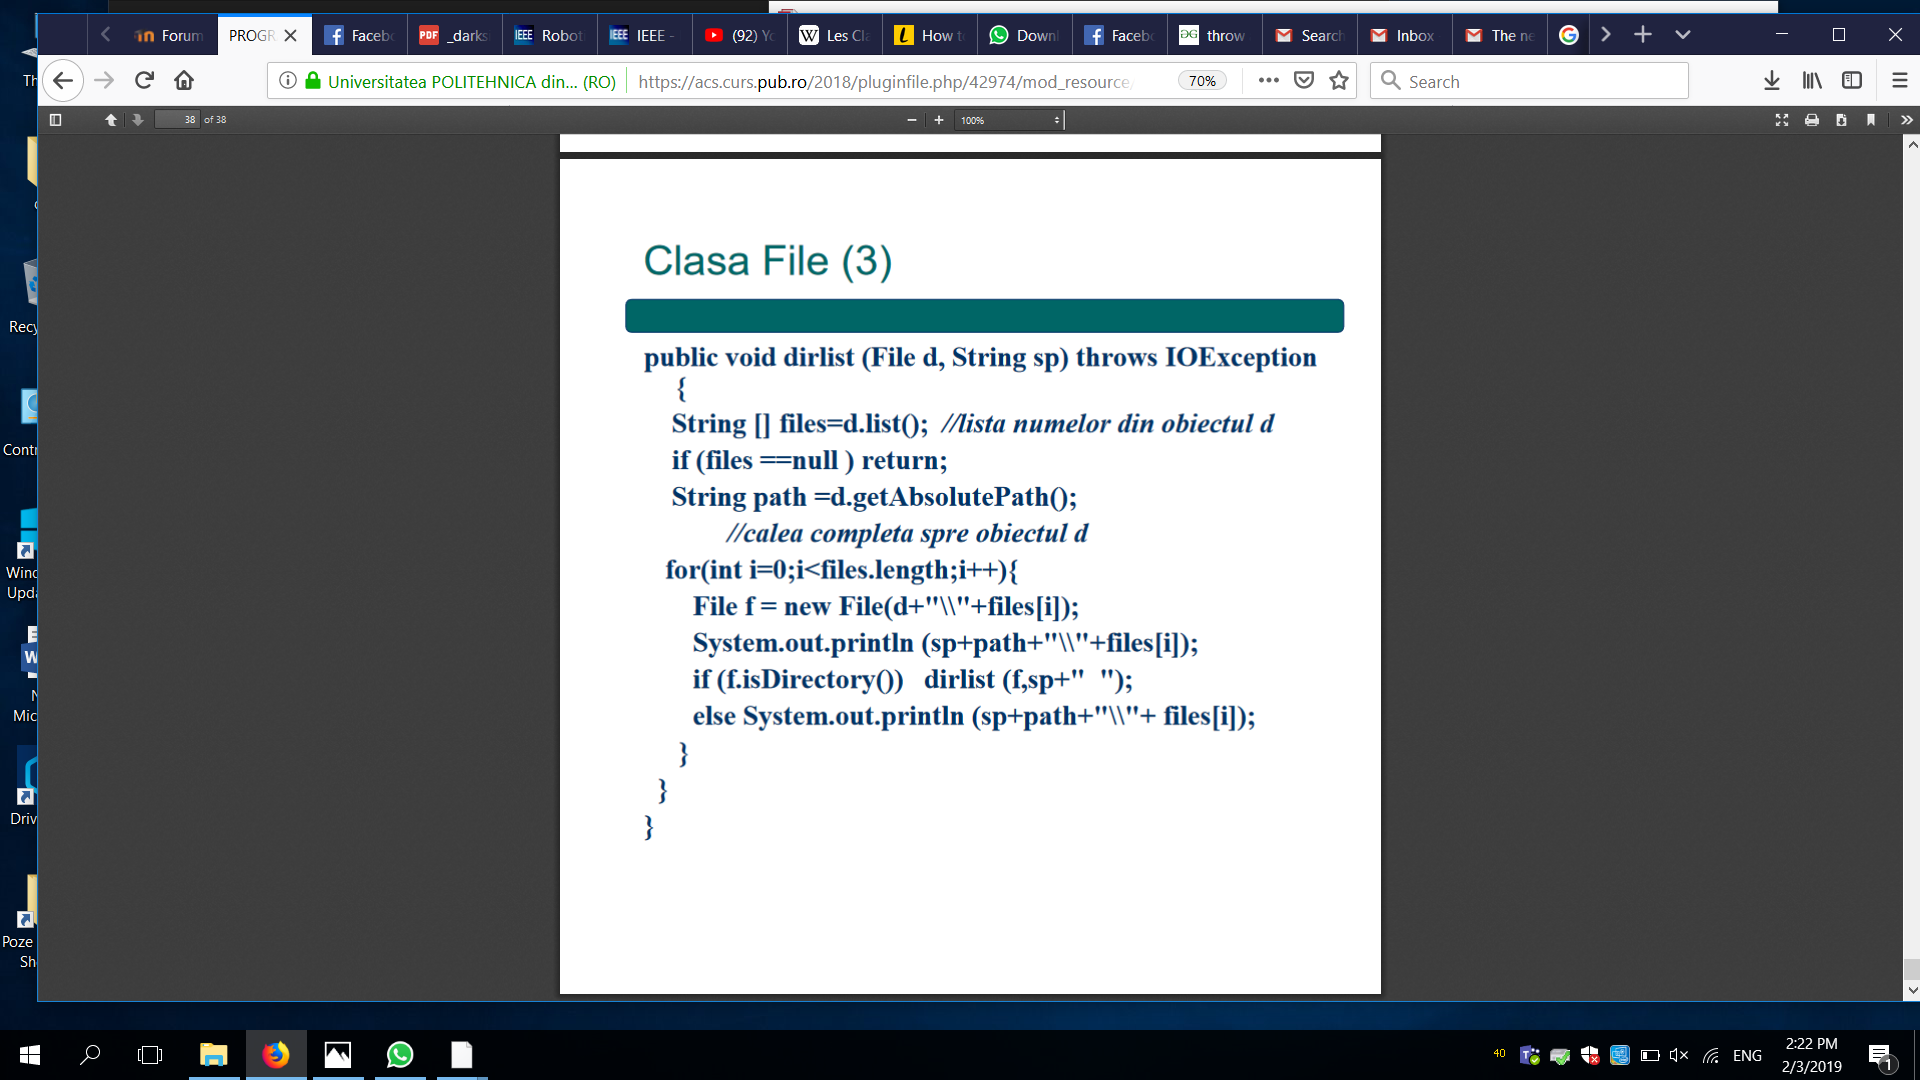 Forum
PROGR
Faceb
_darks
Robot
IEEE -
(92) Yo
Les Cla
How t
Downl
Faceb
throw
Search
Inbox
The ne
Universitatea POLITEHNICA din... (RO)
https://acs.curs.pub.ro/2018/pluginfile.php/42974/mod_resource/
70%
Search
38 of 38
100%
Clasa File (3)
public void dirlist (File d, String sp) throws IOException
{
String [] files=d.list(); //lista numelor din obiectul d
if (files ==null ) return;
String path =d.getAbsolutePath();
//calea completa spre obiectul d
for(int i=0;i<files.length;i++){
File f = new File(d+"\\"+files[i]);
System.out.println (sp+path+"\\"+files[i]);
if (f.isDirectory()) dirlist (f,sp+"  ");
else System.out.println (sp+path+"\\"+ files[i]);
}
}
}
Th
Recy
Contr
Winc
Upda
N
Mic
Driv
Poze
Sh
40
ENG
2:22 PM
2/3/2019
1